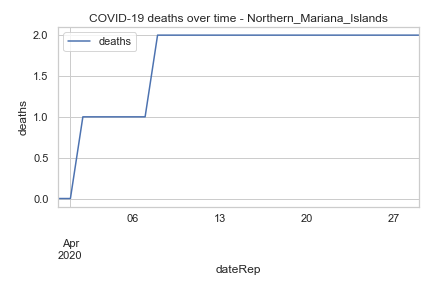 COVID-19 deaths over time - Northern_Mariana_Islands
deaths
deaths
2.0
1.5
1.0
0.5
0.0
06
13
20
27
Apr
2020
dateRep